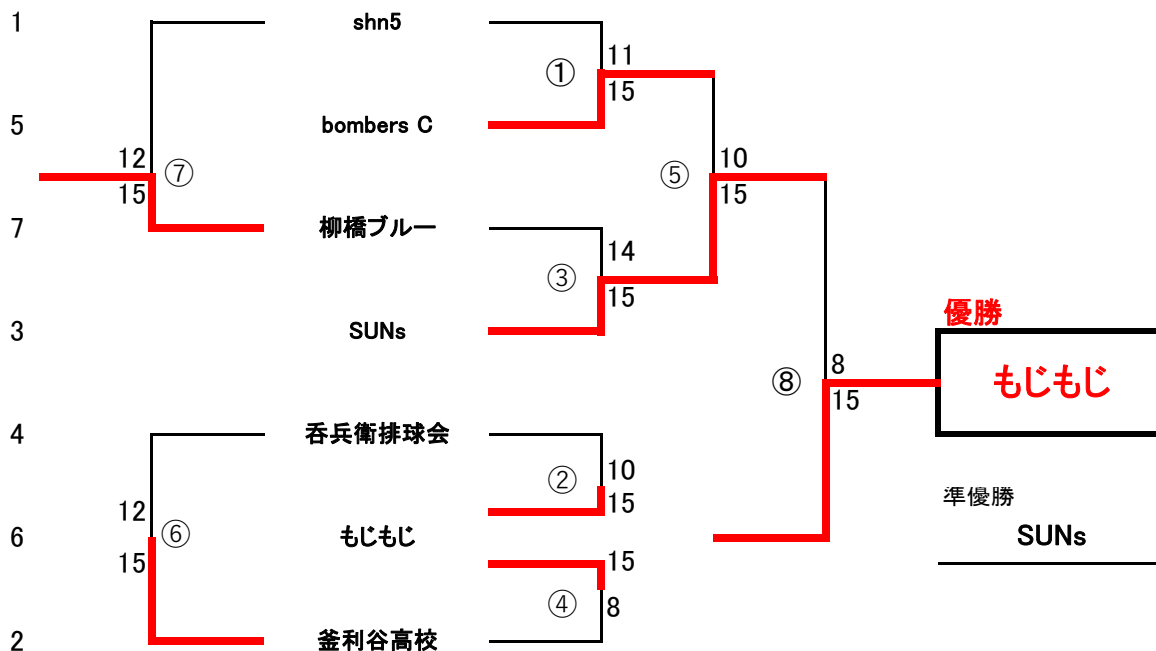 1 shn5
11
① 
15
5 bombers C
12 ⑦ ⑤ 10
15 15
7 柳橋ブルー
14
③
15
3 SUNs
優勝
⑧ 8 もじもじ
15
4 呑兵衛排球会
10
②
15
準優勝
12
6 ⑥ もじもじ SUNs
15 15
④ 8
2 釜利谷高校